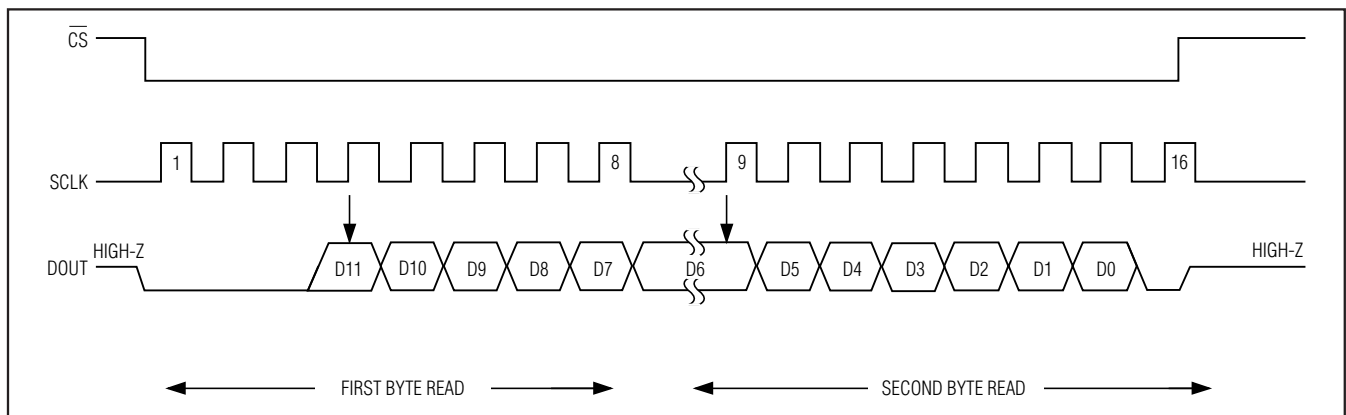 C̅S̅
1 8 9 16
SCLK
HIGH-Z HIGH-Z
DOUT D11 D10 D9 D8 D7 D6 D5 D4 D3 D2 D1 D0
FIRST BYTE READ SECOND BYTE READ